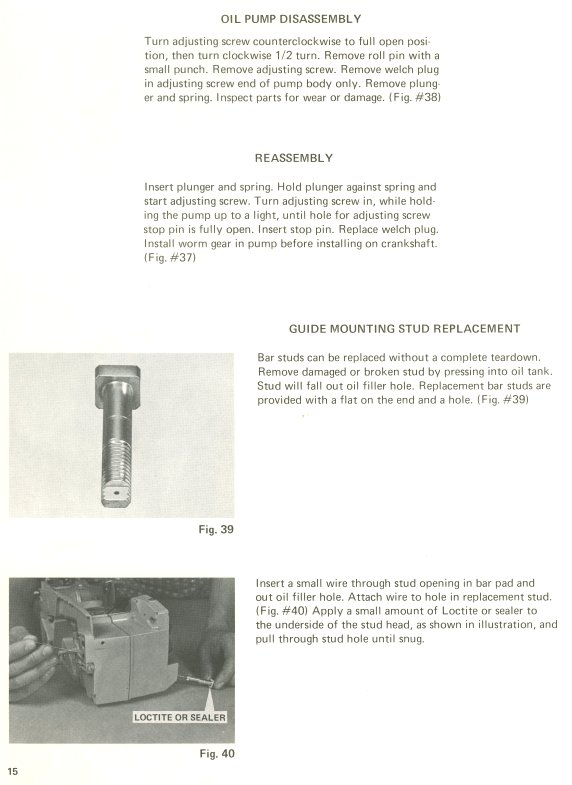 OIL PUMP DISASSEMBLY
Turn adjusting screw counterclockwise to full open posi-
tion, then turn clockwise 1/2 turn. Remove roll pin with a
small punch. Remove adjusting screw. Remove welch plug
in adjusting screw end of pump body only. Remove plung-
er and spring. Inspect parts for wear or damage. (Fig. #38)
REASSEMBLY
Insert plunger and spring. Hold plunger against spring and
start adjusting screw. Turn adjusting screw in, while hold-
ing the pump up to a light, until hole for adjusting screw
stop pin is fully open. Insert stop pin. Replace welch plug.
Install worm gear in pump before installing on crankshaft.
(Fig. #37)
GUIDE MOUNTING STUD REPLACEMENT
Bar studs can be replaced without a complete teardown.
Remove damaged or broken stud by pressing into oil tank.
Stud will fall out oil filler hole. Replacement bar studs are
provided with a flat on the end and a hole. (Fig. #39)
Fig. 39
Insert a small wire through stud opening in bar pad and
out oil filler hole. Attach wire to hole in replacement stud.
(Fig. #40) Apply a small amount of Loctite or sealer to
the underside of the stud head, as shown in illustration, and
pull through stud hole until snug.
LOCTITE OR SEALER
Fig. 40
15